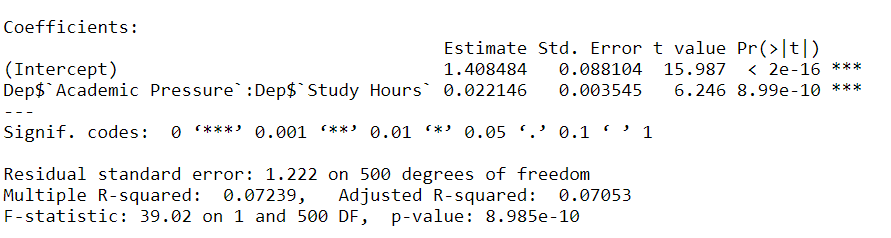 Coefficients:
Estimate Std. Error t value Pr(>|t|)
(Intercept) 1.408484 0.088104 15.987 < 2e-16 ***
Dep$`Academic Pressure`:Dep$`Study Hours` 0.022146 0.003545 6.246 8.99e-10 ***
---
Signif. codes: 0 ‘***’ 0.001 ‘**’ 0.01 ‘*’ 0.05 ‘.’ 0.1 ‘ ’ 1
Residual standard error: 1.222 on 500 degrees of freedom
Multiple R-squared: 0.07239, Adjusted R-squared: 0.07053
F-statistic: 39.02 on 1 and 500 DF, p-value: 8.985e-10